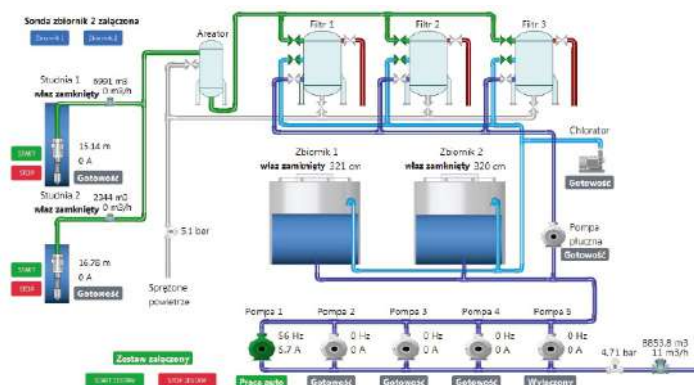 Sonda zbiornik 2 załączona
Zbiornik 1
Zbiornik 2
Areator
Filtr 1
Filtr 2
Filtr 3
Studnia 1
6991 m3
właz zamknięty
0 m3/h
START
STOP
15.14 m
0 A
Gotowość
Studnia 2
2344 m3
właz zamknięty
0 m3/h
START
STOP
16.78 m
0 A
Gotowość
5.1 bar
Sprężone
powietrze
Zbiornik 1
właz zamknięty 321 cm
Zbiornik 2
właz zamknięty 320 cm
Chlorator
Gotowość
Pompa
płuczna
Gotowość
Pompa 1
56 Hz
5.7 A
Praca auto
Pompa 2
0 Hz
0 A
Gotowość
Pompa 3
0 Hz
0 A
Gotowość
Pompa 4
0 Hz
0 A
Gotowość
Pompa 5
0 Hz
0 A
Wyłączony
4.71 bar
8853.8 m3
11 m3/h
Zestaw załączony
START ZESTAW
STOP ZESTAW